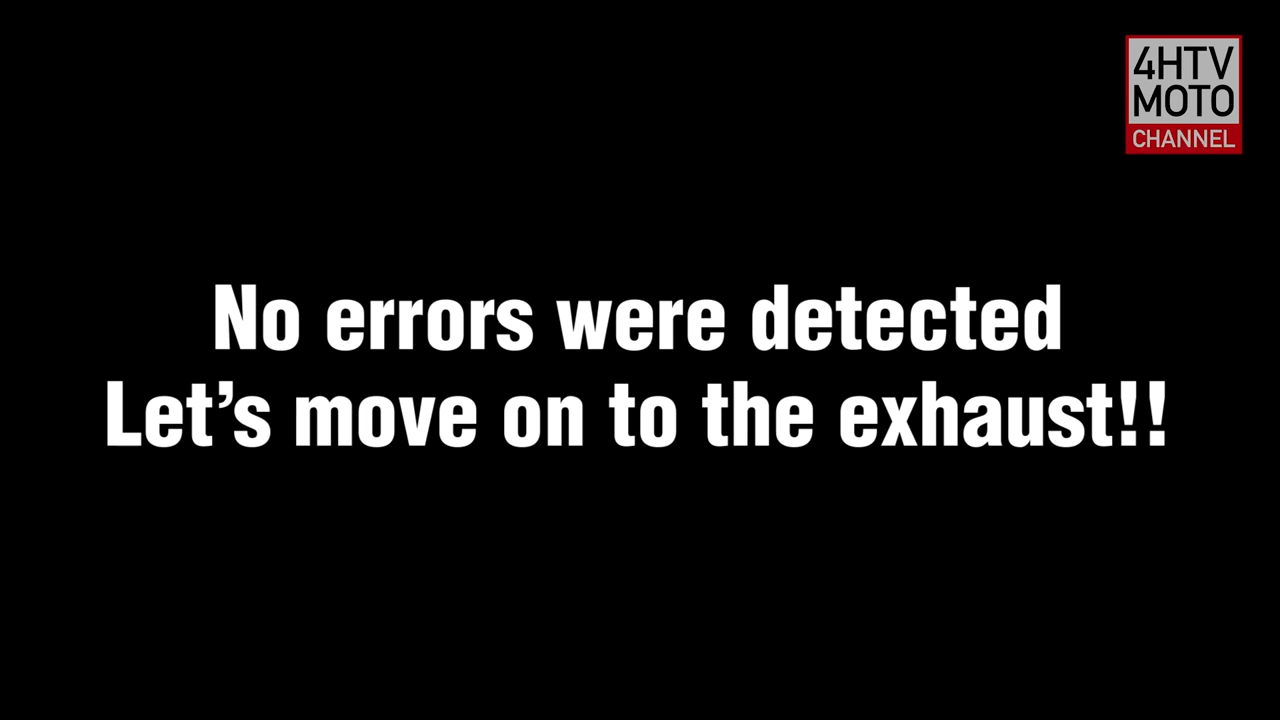 4HTV
MOTO
CHANNEL
No errors were detected
Let’s move on to the exhaust!!